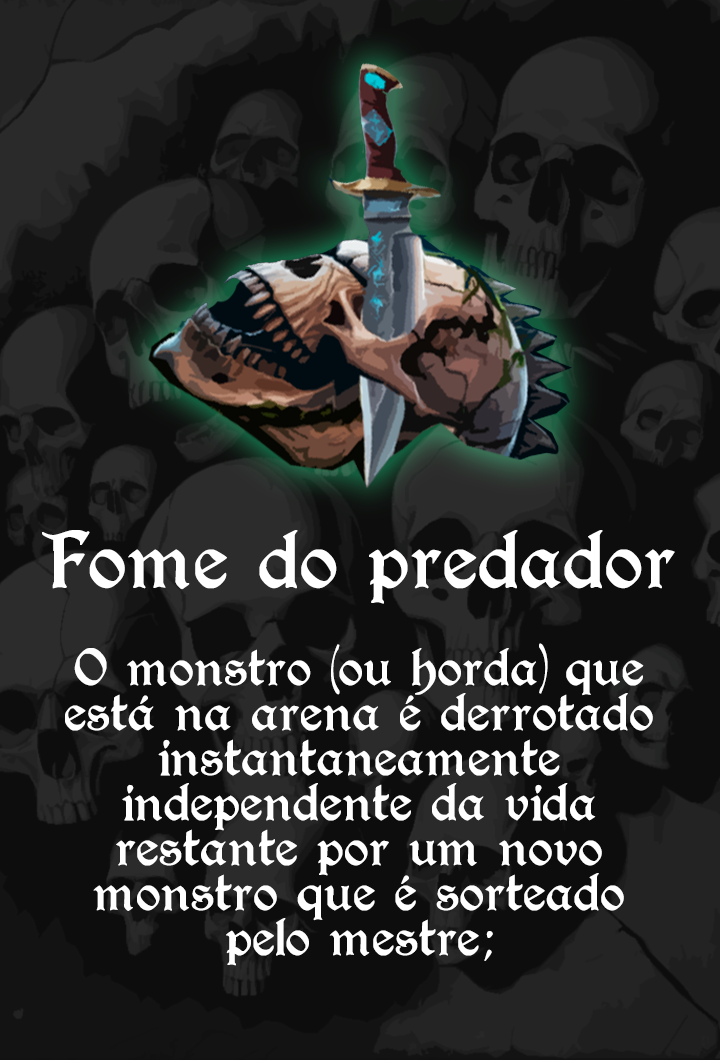 Fome do predador
O monstro (ou horda) que
está na arena é derrotado
instantaneamente
independente da vida
restante por um novo
monstro que é sorteado
pelo mestre;